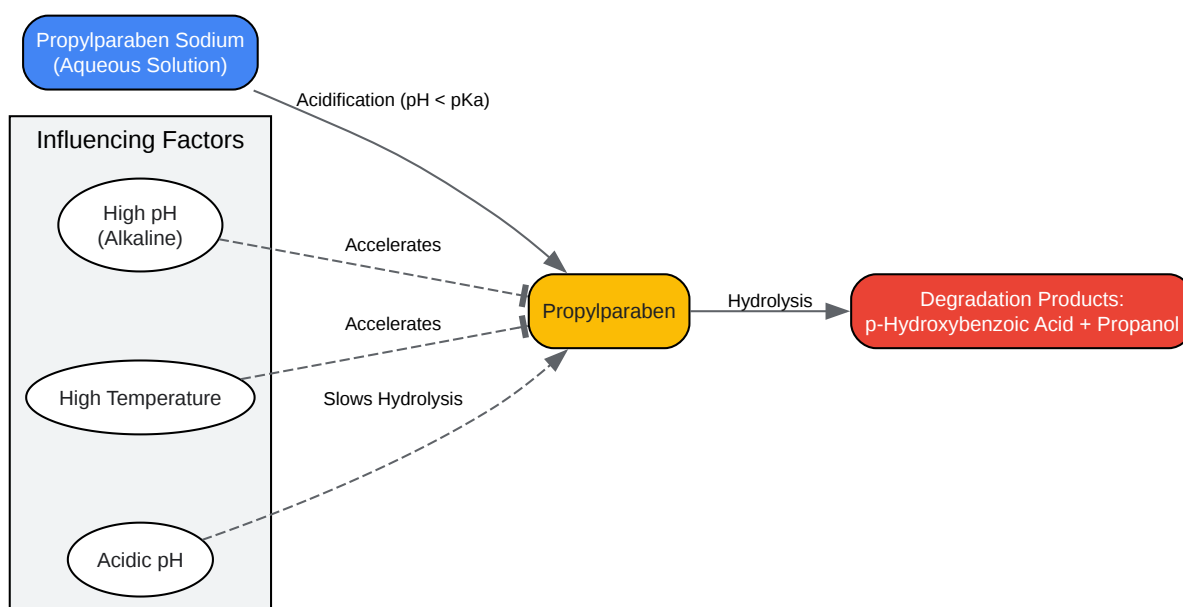 Propylparaben Sodium
(Aqueous Solution)
Acidification (pH < pKa)
Influencing Factors
High pH
(Alkaline)
Accelerates
Accelerates
High Temperature
Slows Hydrolysis
Acidic pH
Propylparaben
Hydrolysis
Degradation Products:
p-Hydroxybenzoic Acid + Propanol